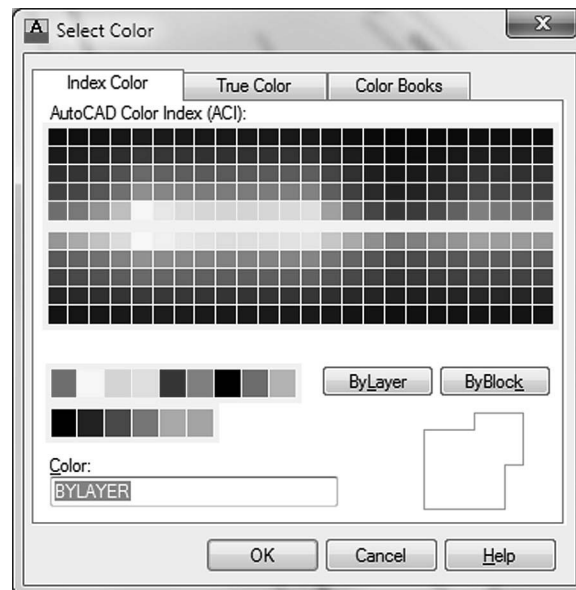 A Select Color X
Index Color True Color Color Books
AutoCAD Color Index (ACI):
ByLayer ByBlock
Color:
BYLAYER
OK Cancel Help